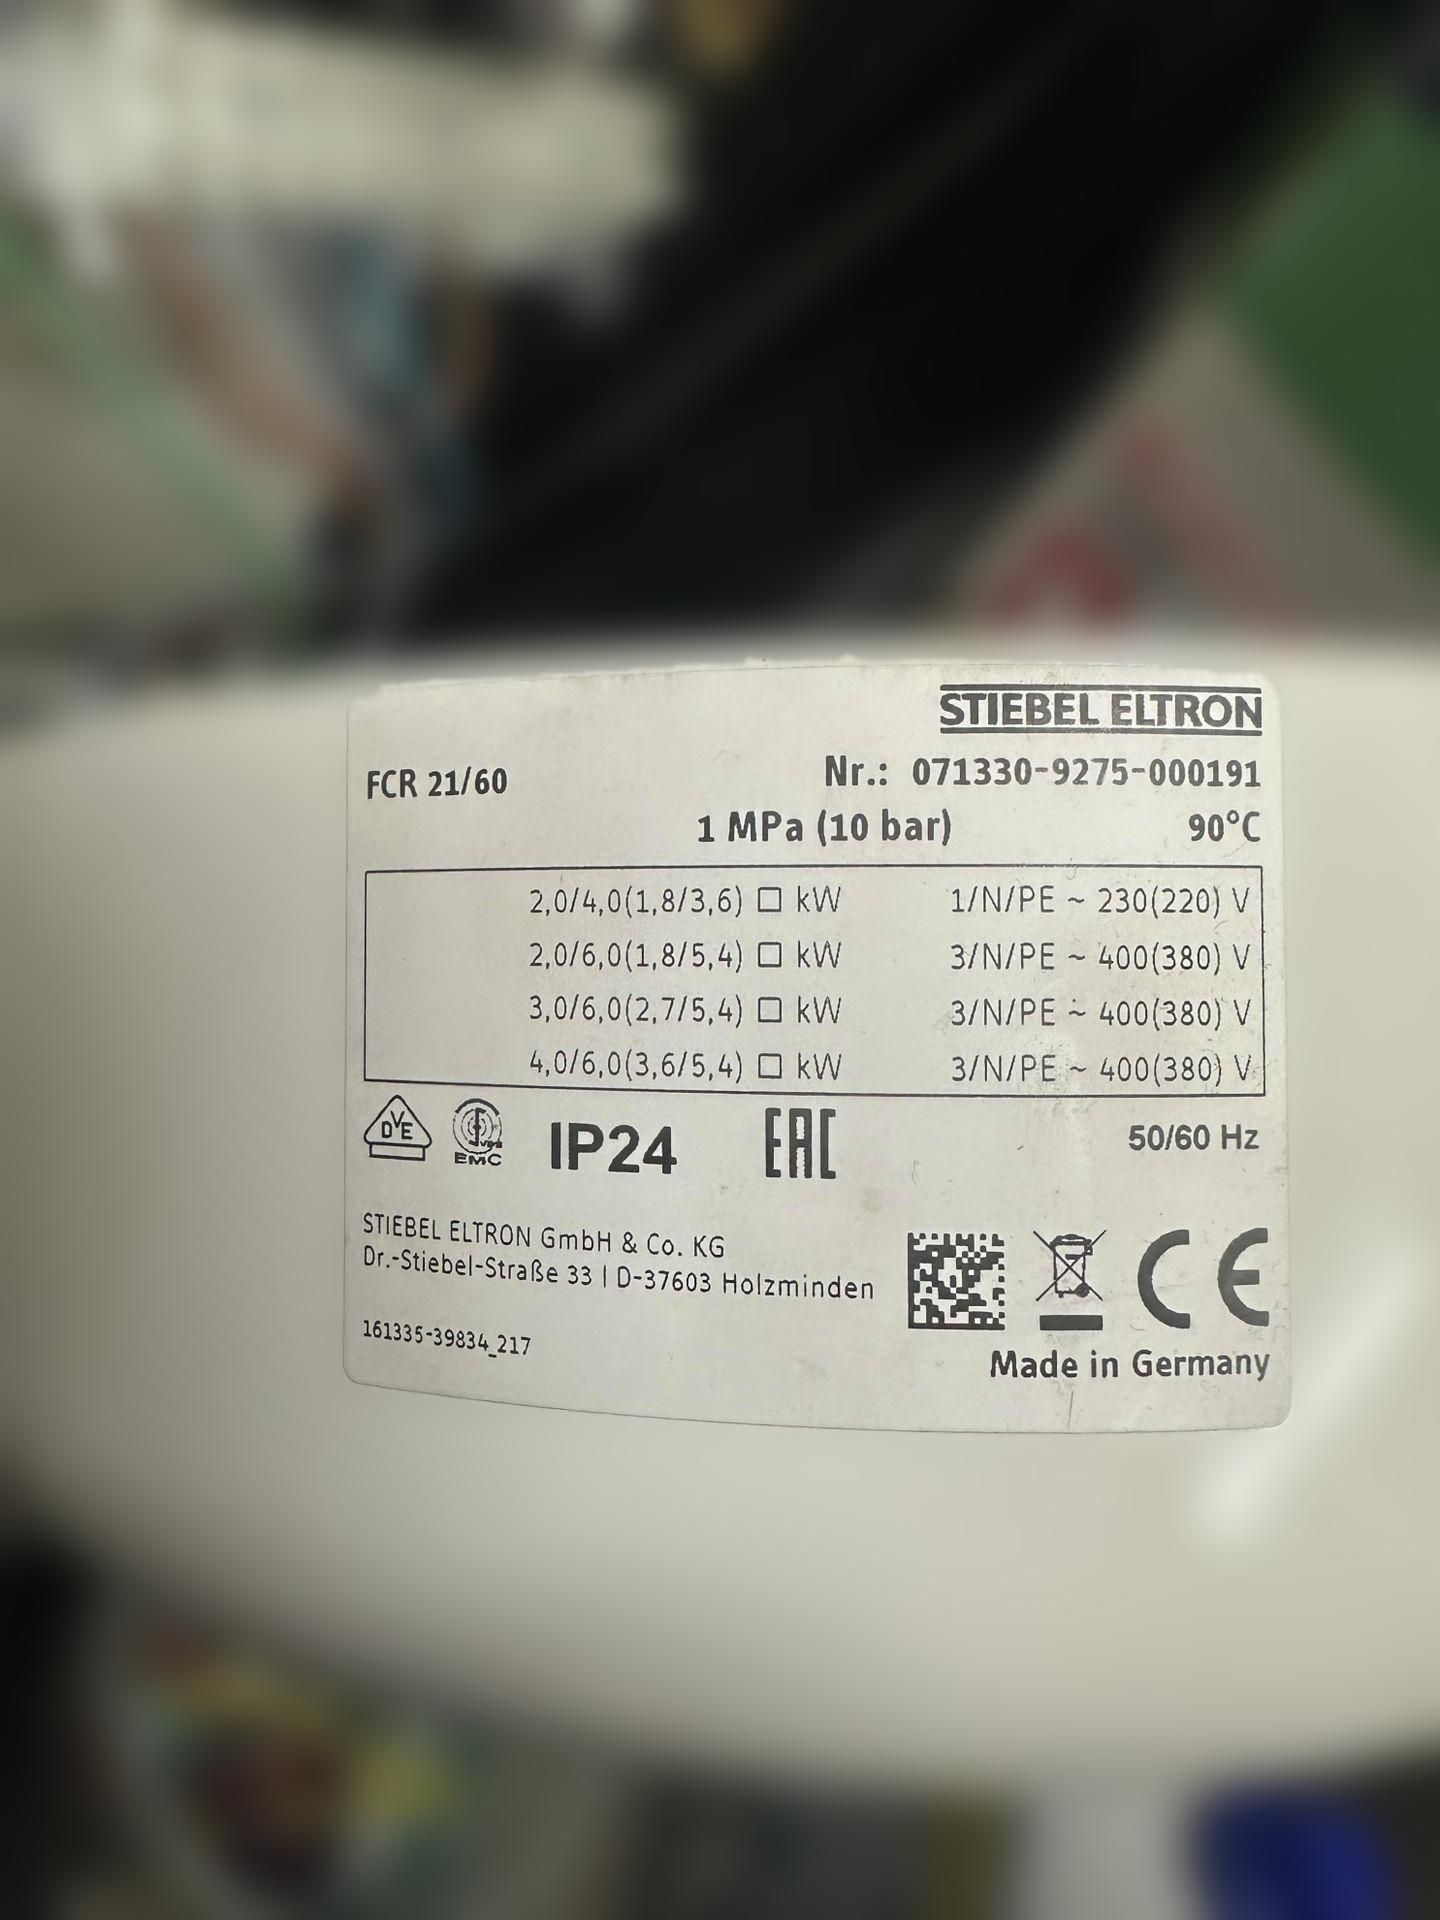 STIEBEL ELTRON
FCR 21/60 Nr.: 071330-9275-000191
1 MPa (10 bar) 90°C
2,0/4,0(1,8/3,6) □ kW 1/N/PE ~ 230(220) V
2,0/6,0(1,8/5,4) □ kW 3/N/PE ~ 400(380) V
3,0/6,0(2,7/5,4) □ kW 3/N/PE ~ 400(380) V
4,0/6,0(3,6/5,4) □ kW 3/N/PE ~ 400(380) V
DVE EMC IP24 EAC 50/60 Hz
STIEBEL ELTRON GmbH & Co. KG
Dr.-Stiebel-Straße 33 | D-37603 Holzminden
CE
161335-39834_217
Made in Germany